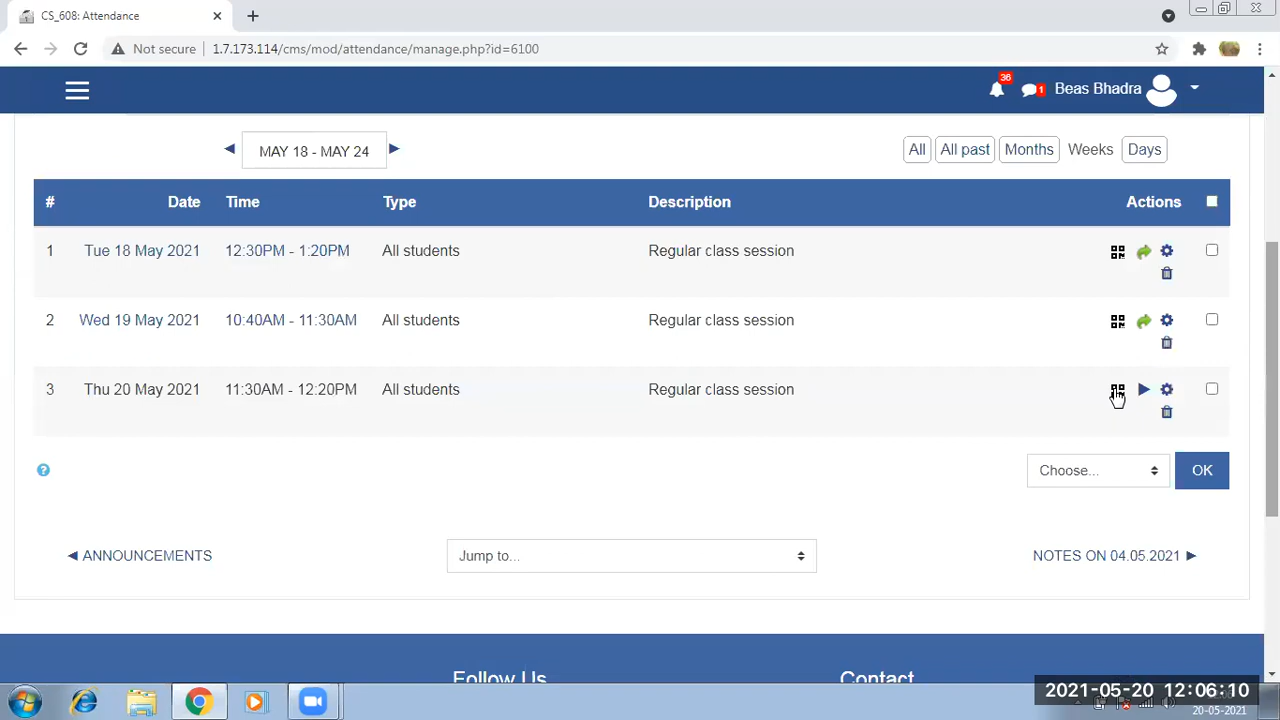 CS_608: Attendance
Not secure 1.7.173.114/cms/mod/attendance/manage.php?id=6100
36 1 Beas Bhadra
MAY 18 - MAY 24 All All past Months Weeks Days
# Date Time Type Description Actions
1 Tue 18 May 2021 12:30PM - 1:20PM All students Regular class session
2 Wed 19 May 2021 10:40AM - 11:30AM All students Regular class session
3 Thu 20 May 2021 11:30AM - 12:20PM All students Regular class session
? Choose... OK
◄ ANNOUNCEMENTS Jump to... NOTES ON 04.05.2021 ►
Follow Us Contact
2021-05-20 12:06:10
20-05-2021